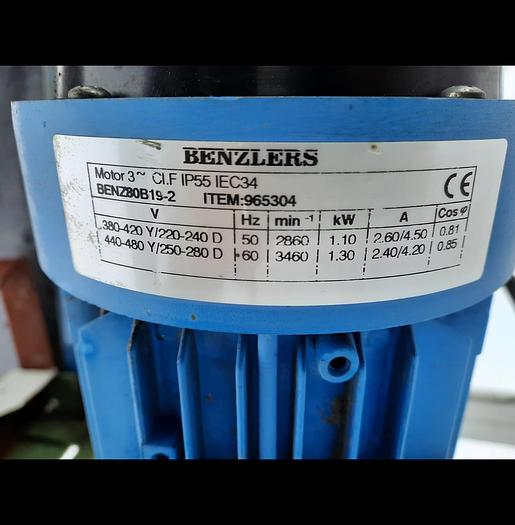 BENZLERS
Motor 3~ Cl.F IP55 IEC34
BENZ80B19-2 ITEM:965304 CE
V Hz min⁻¹ kW A Cos φ
380-420 Y/220-240 D 50 2860 1.10 2.60/4.50 0.81
440-480 Y/250-280 D 60 3460 1.30 2.40/4.20 0.85